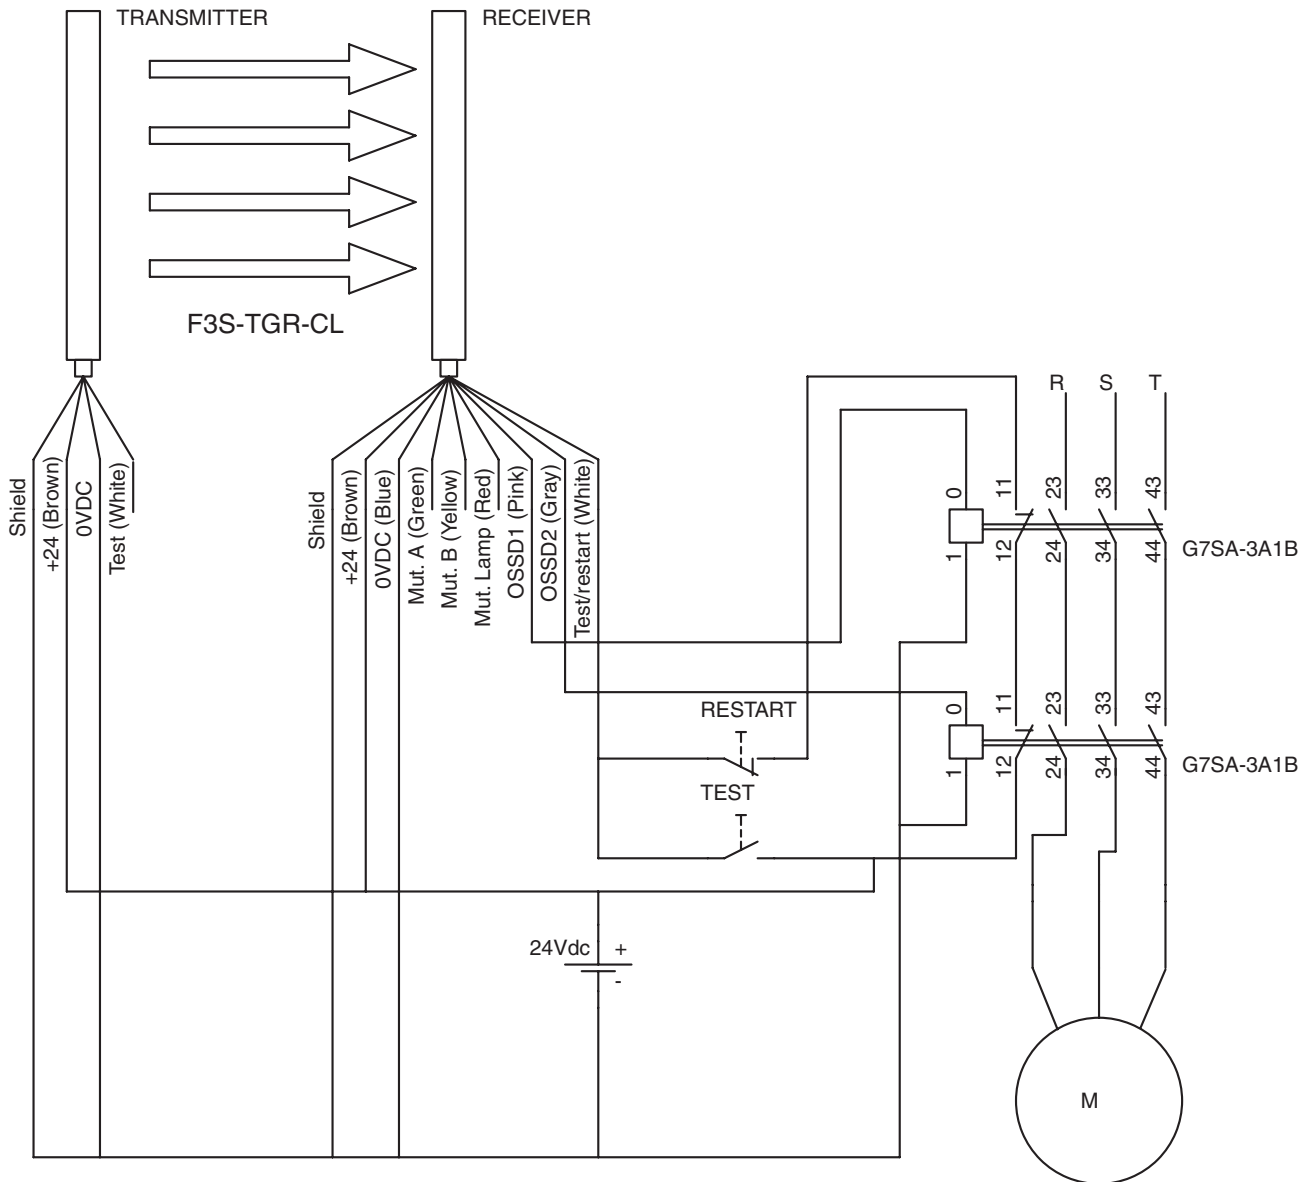 TRANSMITTER
RECEIVER
F3S-TGR-CL
Shield
+24 (Brown)
0VDC
Test (White)
Shield
+24 (Brown)
0VDC (Blue)
Mut. A (Green)
Mut. B (Yellow)
Mut. Lamp (Red)
OSSD1 (Pink)
OSSD2 (Gray)
Test/restart (White)
R S T
0 11 23 33 43
1 12 24 34 44
G7SA-3A1B
0 11 23 33 43
1 12 24 34 44
G7SA-3A1B
RESTART
TEST
24Vdc + -
M